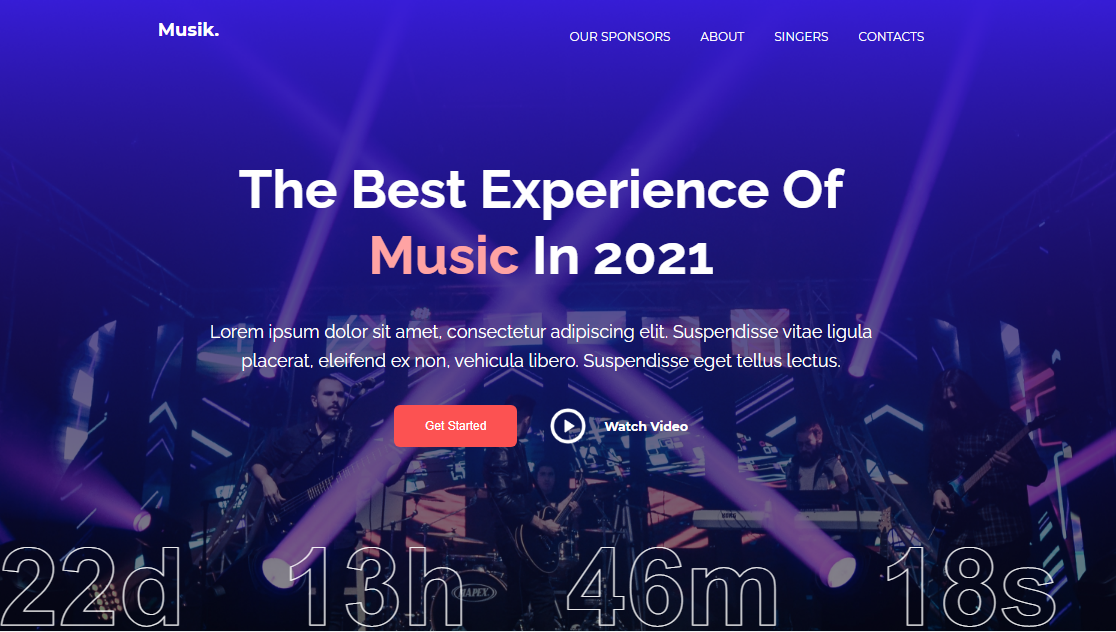 Musik.
OUR SPONSORS ABOUT SINGERS CONTACTS
The Best Experience Of
Music In 2021
Lorem ipsum dolor sit amet, consectetur adipiscing elit. Suspendisse vitae ligula
placerat, eleifend ex non, vehicula libero. Suspendisse eget tellus lectus.
Get Started
Watch Video
KORG
MAPEX
22d 13h 46m 18s